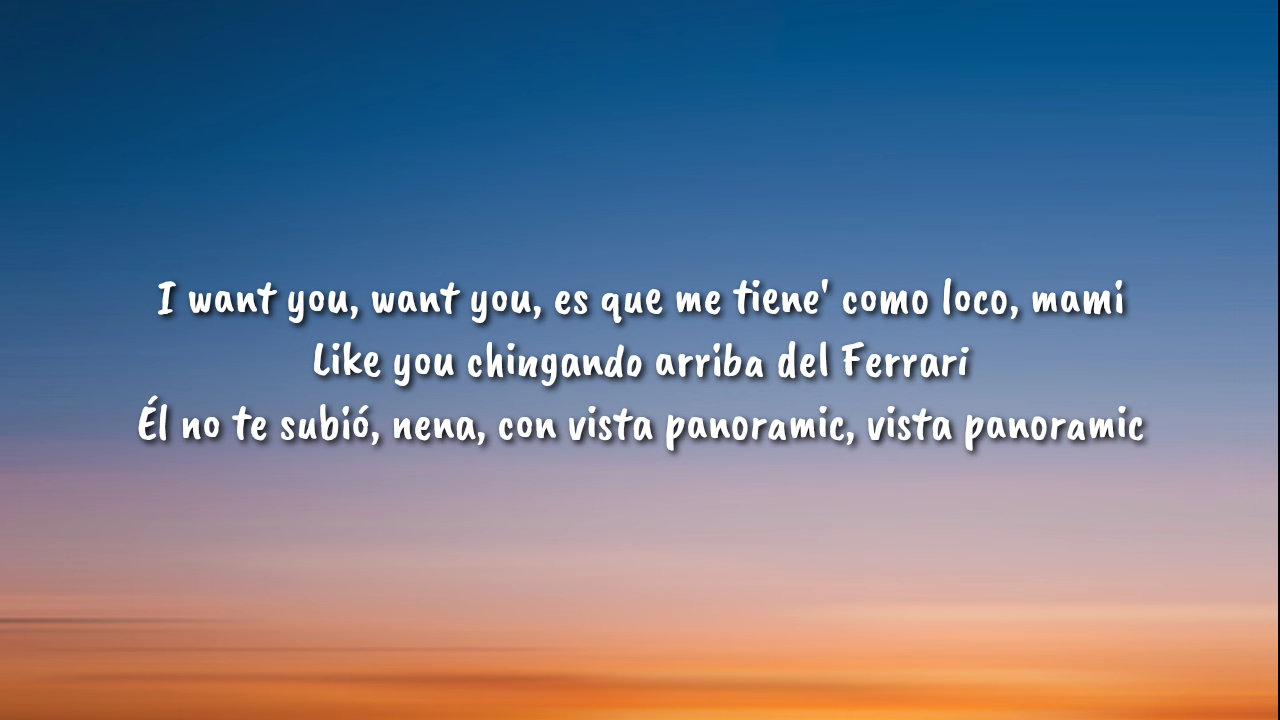 I want you, want you, es que me tiene' como loco, mami
Like you chingando arriba del Ferrari
Él no te subió, nena, con vista panoramic, vista panoramic